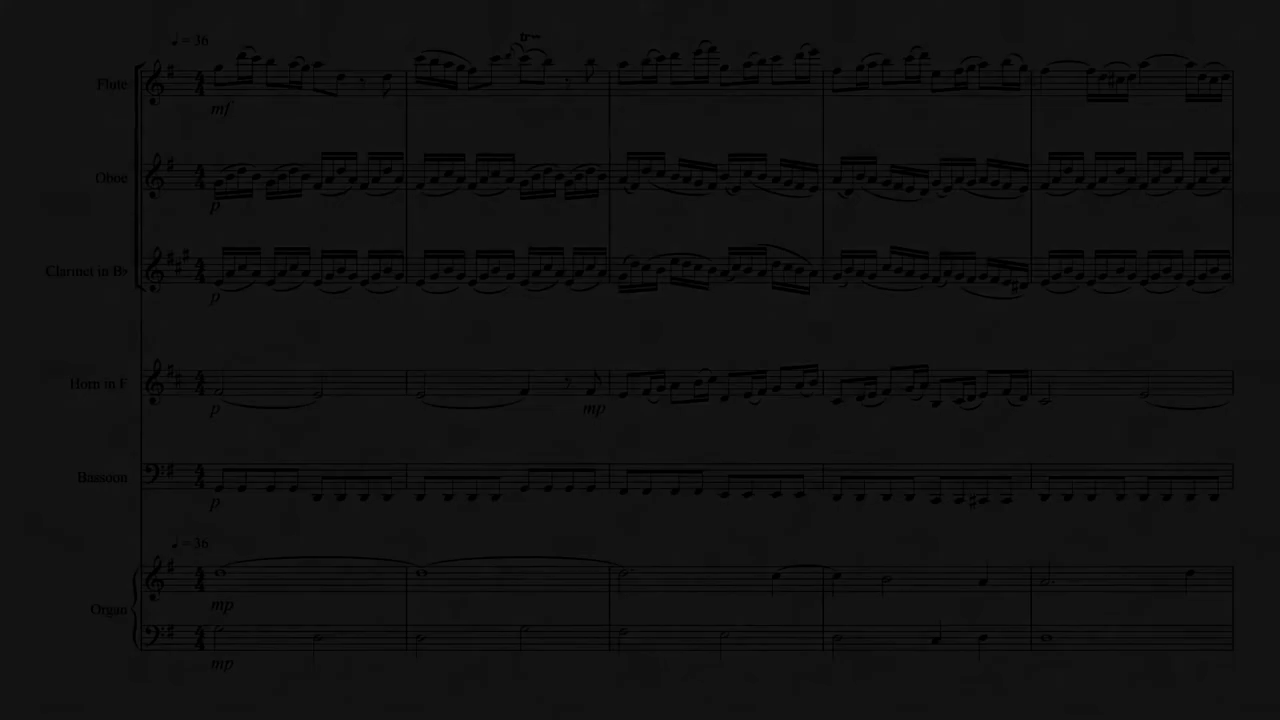 ♩ = 36
Flute
mf
Oboe
p
Clarinet in B♭
p
Horn in F
p mp
Bassoon
p
♩ = 36
Organ
mp
mp